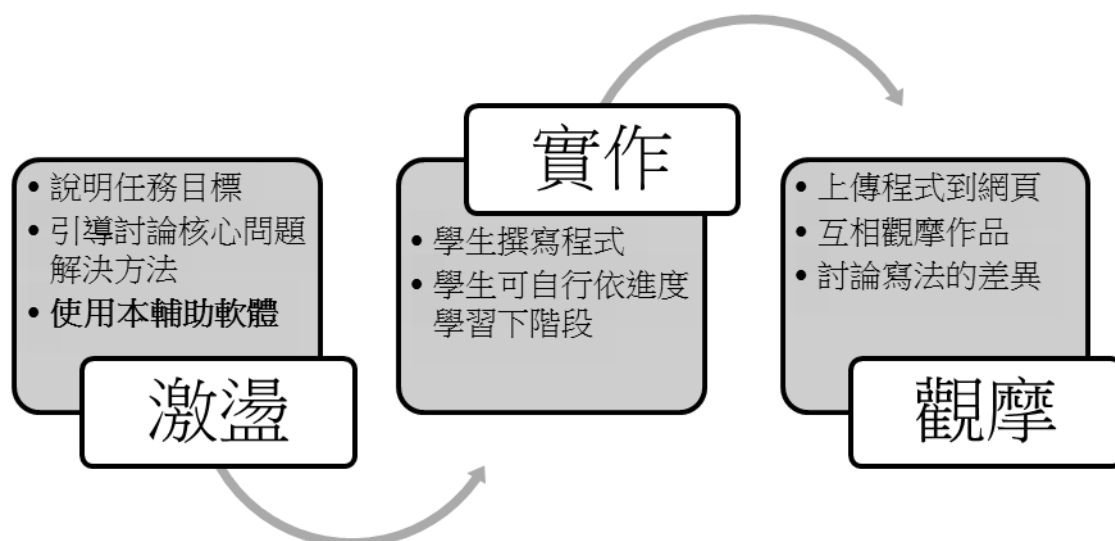 • 說明任務目標
• 引導討論核心問題
解決方法
• 使用本輔助軟體
激盪
實作
• 學生撰寫程式
• 學生可自行依進度
學習下階段
• 上傳程式到網頁
• 互相觀摩作品
• 討論寫法的差異
觀摩